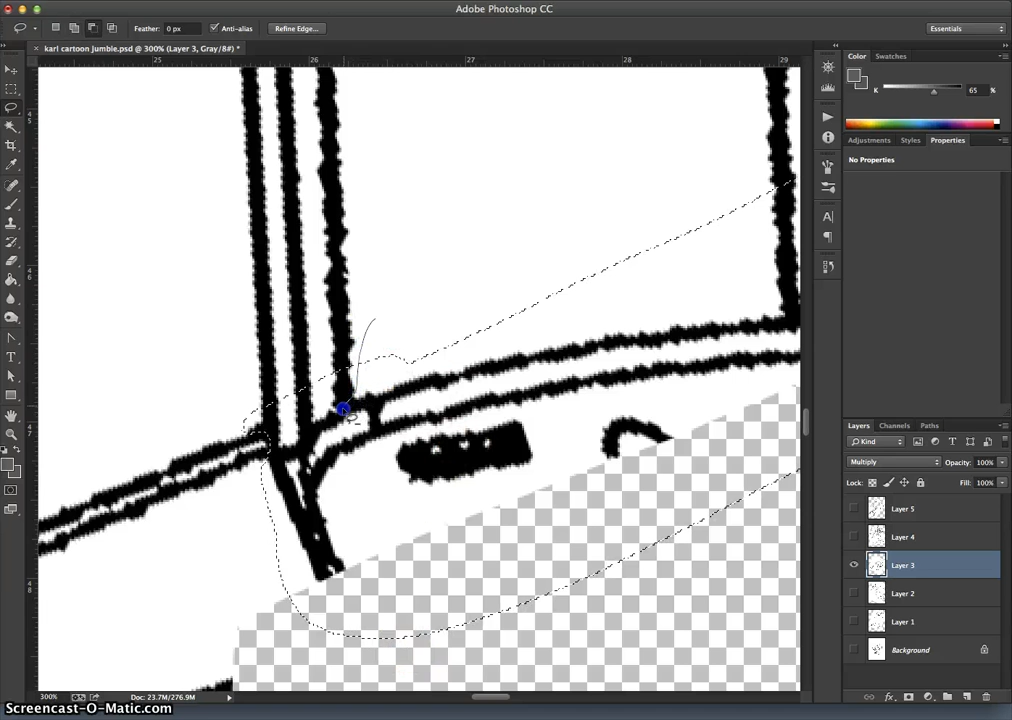 Adobe Photoshop CC
Feather: 0 px
Anti-alias
Refine Edge...
Essentials
karl cartoon jumble.psd @ 300% (Layer 3, Gray/8#) *
25 26 27 28 29
Color Swatches
K 65 %
Adjustments Styles Properties
No Properties
Layers Channels Paths
Kind
Multiply Opacity: 100%
Lock: Fill: 100%
Layer 5
Layer 4
Layer 3
Layer 2
Layer 1
Background
300% Doc: 23.7M/276.9M
Screencast-O-Matic.com